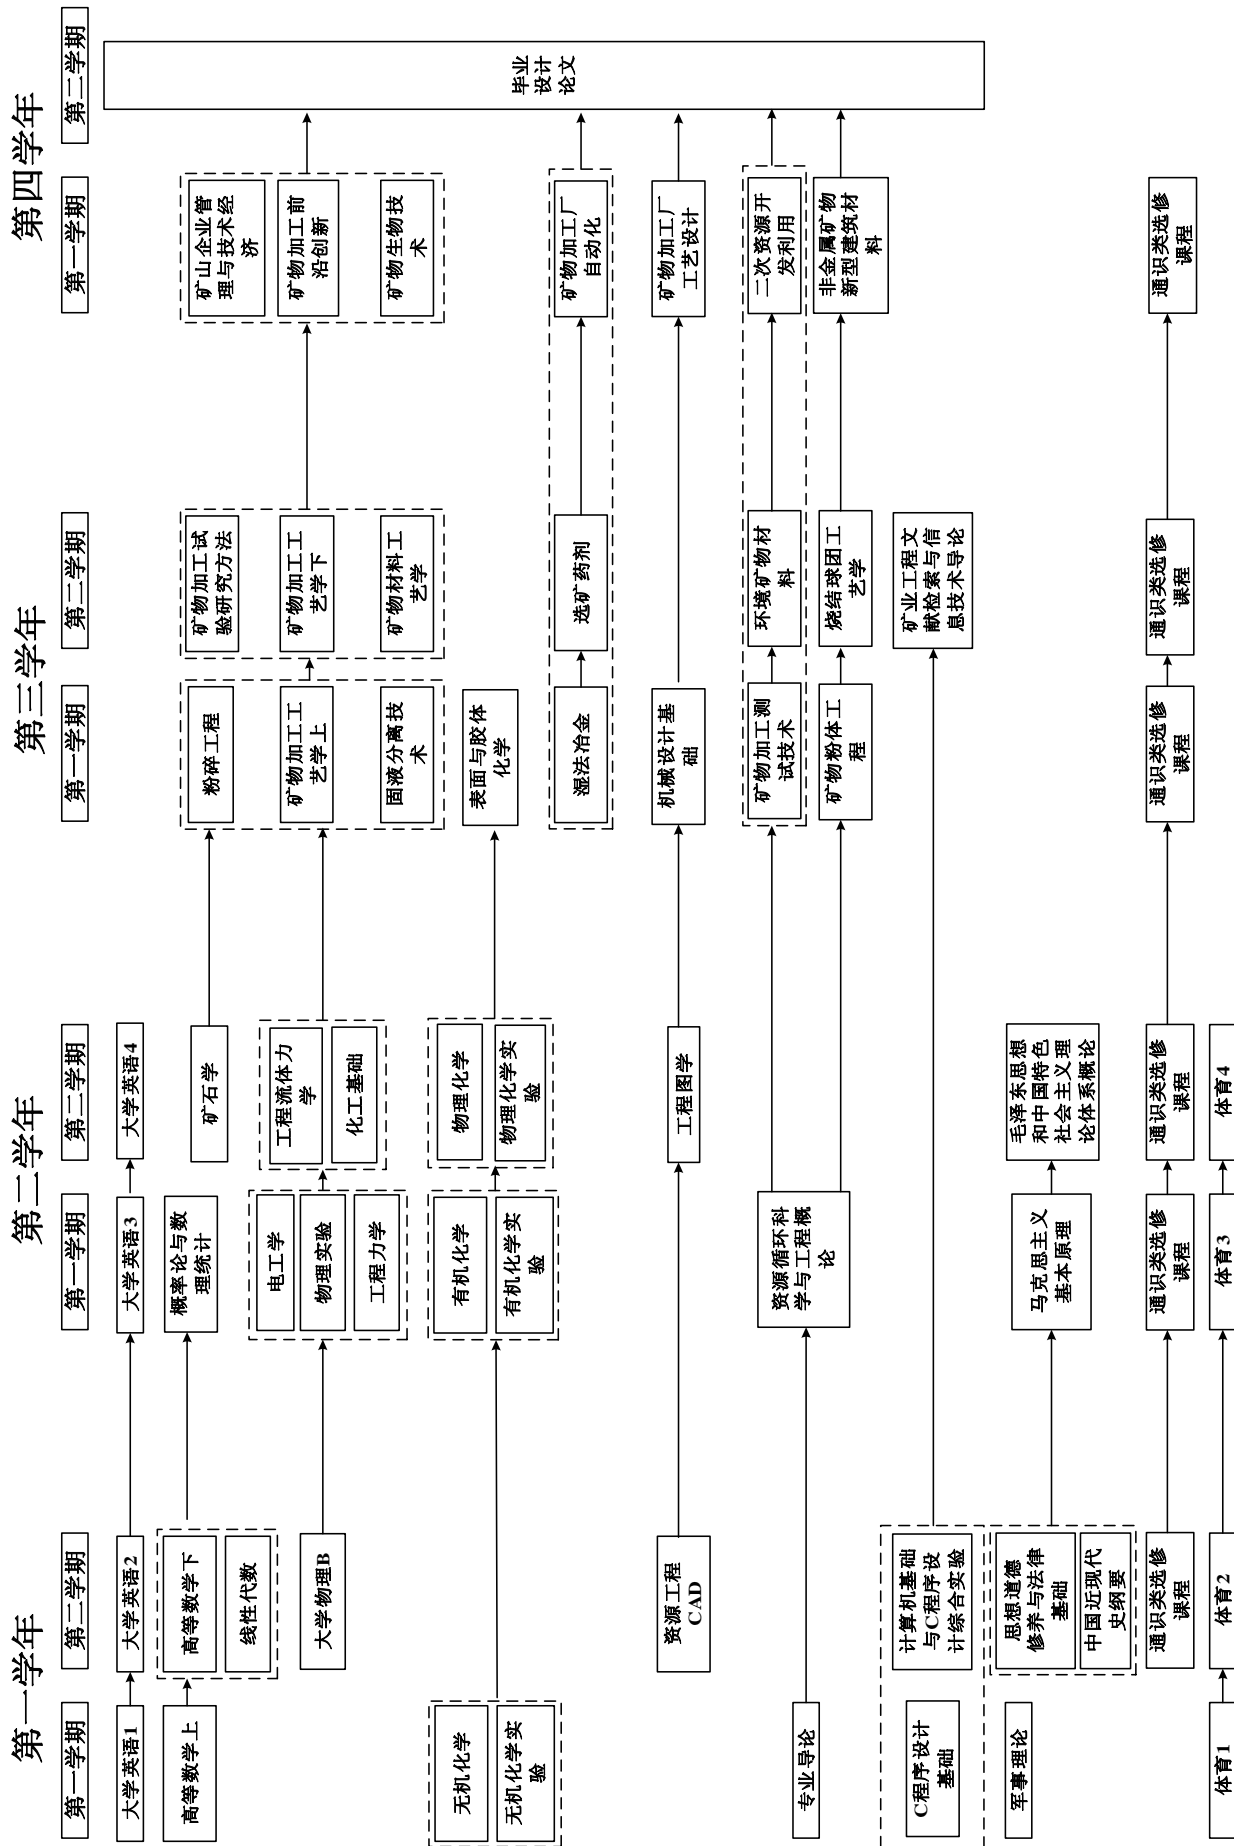 第一学年
第二学年
第三学年
第四学年
第一学期
第二学期
第一学期
第二学期
第一学期
第二学期
第一学期
第二学期
大学英语1
大学英语2
大学英语3
大学英语4
高等数学上
高等数学下
线性代数
概率论与数
理统计
矿石学
粉碎工程
矿物加工试
验研究方法
矿山企业管
理与技术经
济
大学物理B
电工学
物理实验
工程力学
工程流体力
学
化工基础
矿物加工工
艺学上
固液分离技
术
矿物加工工
艺学下
矿物材料工
艺学
矿物加工前
沿创新
矿物生物技
术
毕业
设计
论文
无机化学
无机化学实
验
有机化学
有机化学实
验
物理化学
物理化学实
验
表面与胶体
化学
湿法冶金
选矿药剂
矿物加工厂
自动化
资源工程
CAD
工程图学
机械设计基
础
矿物加工厂
工艺设计
专业导论
资源循环科
学与工程概
论
矿物加工测
试技术
环境矿物材
料
二次资源开
发利用
矿物粉体工
程
烧结球团工
艺学
非金属矿物
新型建筑材
料
C程序设计
基础
计算机基础
与C程序设
计综合实验
矿业工程文
献检索与信
息技术导论
军事理论
思想道德
修养与法律
基础
中国近现代
史纲要
马克思主义
基本原理
毛泽东思想
和中国特色
社会主义理
论体系概论
通识类选修
课程
通识类选修
课程
通识类选修
课程
通识类选修
课程
通识类选修
课程
通识类选修
课程
体育1
体育2
体育3
体育4